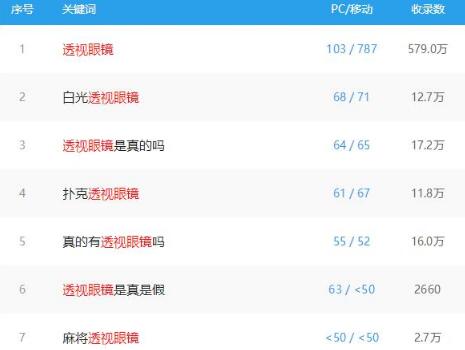 序号 关键词 PC/移动 收录数
1 透视眼镜 103 / 787 579.0万
2 白光透视眼镜 68 / 71 12.7万
3 透视眼镜是真的吗 64 / 65 17.2万
4 扑克透视眼镜 61 / 67 11.8万
5 真的有透视眼镜吗 55 / 52 16.0万
6 透视眼镜是真是假 63 / <50 2660
7 麻将透视眼镜 <50 / <50 2.7万